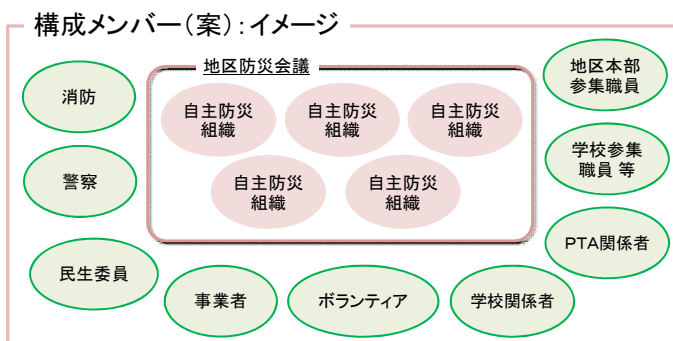 構成メンバー(案):イメージ
地区防災会議
消防
警察
民生委員
自主防災
組織
自主防災
組織
自主防災
組織
自主防災
組織
自主防災
組織
地区本部
参集職員
学校参集
職員 等
PTA関係者
事業者
ボランティア
学校関係者